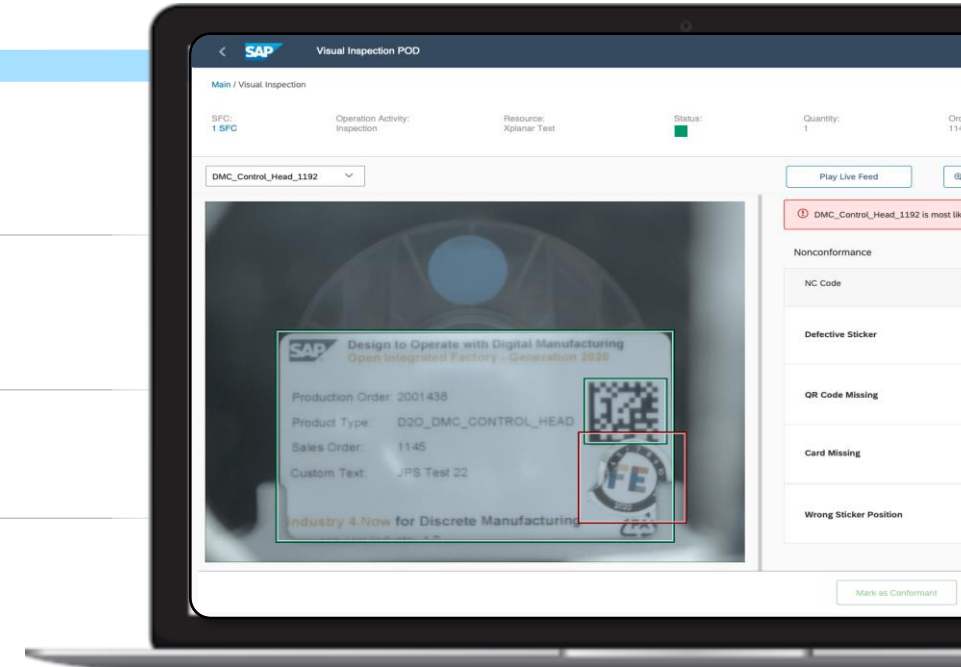 SAP Visual Inspection POD
Main / Visual Inspection
SFC: Operation Activity: Resource: Status: Quantity:
1 SFC Inspection Xplanar Test 1
DMC_Control_Head_1192
Play Live Feed
DMC_Control_Head_1192 is most
Nonconformance
NC Code
Defective Sticker
QR Code Missing
Card Missing
Wrong Sticker Position
Mark as Conformant
SAP Design to Operate with Digital Manufacturing
Open Integrated Factory - Generation 2020
Production Order: 2001438
Product Type: D2O_DMC_CONTROL_HEAD
Sales Order: 1145
Custom Text: JPS Test 22
FE
2020
Industry 4.Now for Discrete Manufacturing